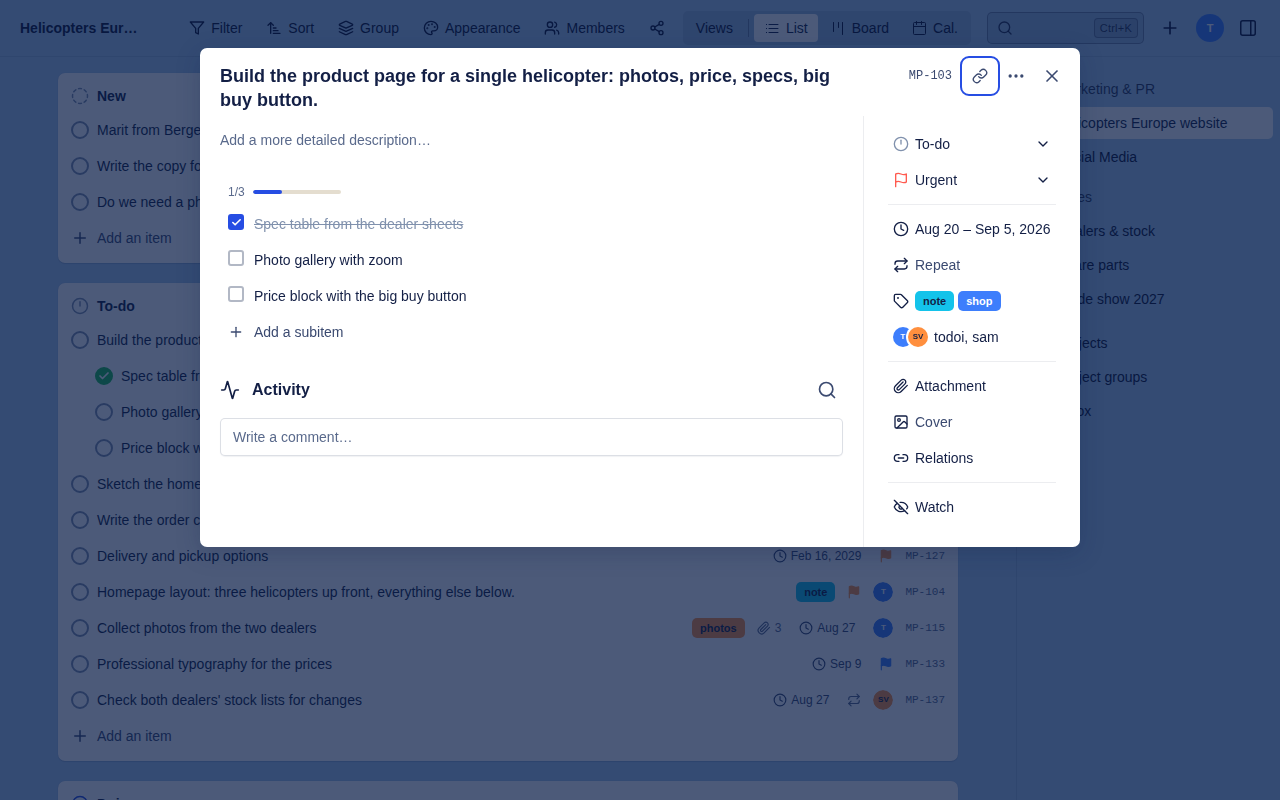 Helicopters Eur…
Filter
Sort
Group
Appearance
Members
Views
List
Board
Cal.
Ctrl+K
T
Build the product page for a single helicopter: photos, price, specs, big
buy button.
MP-103
Add a more detailed description…
1/3
Spec table from the dealer sheets
Photo gallery with zoom
Price block with the big buy button
Add a subitem
Activity
Write a comment…
To-do
Urgent
Aug 20 – Sep 5, 2026
Repeat
note shop
T SV todoi, sam
Attachment
Cover
Relations
Watch
New
Marit from Berge
Write the copy fo
Do we need a ph
Add an item
To-do
Build the product
Spec table fr
Photo gallery
Price block w
Sketch the home
Write the order c
Delivery and pickup options Feb 16, 2029 MP-127
Homepage layout: three helicopters up front, everything else below. note T MP-104
Collect photos from the two dealers photos 3 Aug 27 T MP-115
Professional typography for the prices Sep 9 MP-133
Check both dealers' stock lists for changes Aug 27 SV MP-137
Add an item
keting & PR
copters Europe website
ial Media
es
alers & stock
are parts
de show 2027
jects
ject groups
ox